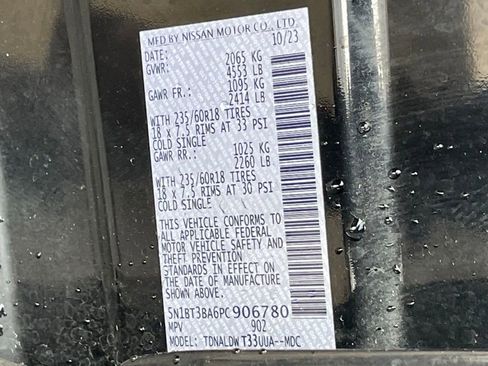 MFD BY NISSAN MOTOR CO., LTD.
DATE: 10/23
GVWR: 2065 KG
4553 LB
GAWR FR.: 1095 KG
2414 LB
WITH 235/60R18 TIRES
18 x 7.5 RIMS AT 33 PSI
COLD SINGLE
GAWR RR.: 1025 KG
2260 LB
WITH 235/60R18 TIRES
18 x 7.5 RIMS AT 30 PSI
COLD SINGLE
THIS VEHICLE CONFORMS TO
ALL APPLICABLE FEDERAL
MOTOR VEHICLE SAFETY AND
THEFT PREVENTION
STANDARDS IN EFFECT ON
THE DATE OF MANUFACTURE
SHOWN ABOVE.
5N1BT3BA6PC906780
MPV 902
MODEL: TDNALDWT33UUA--MDC